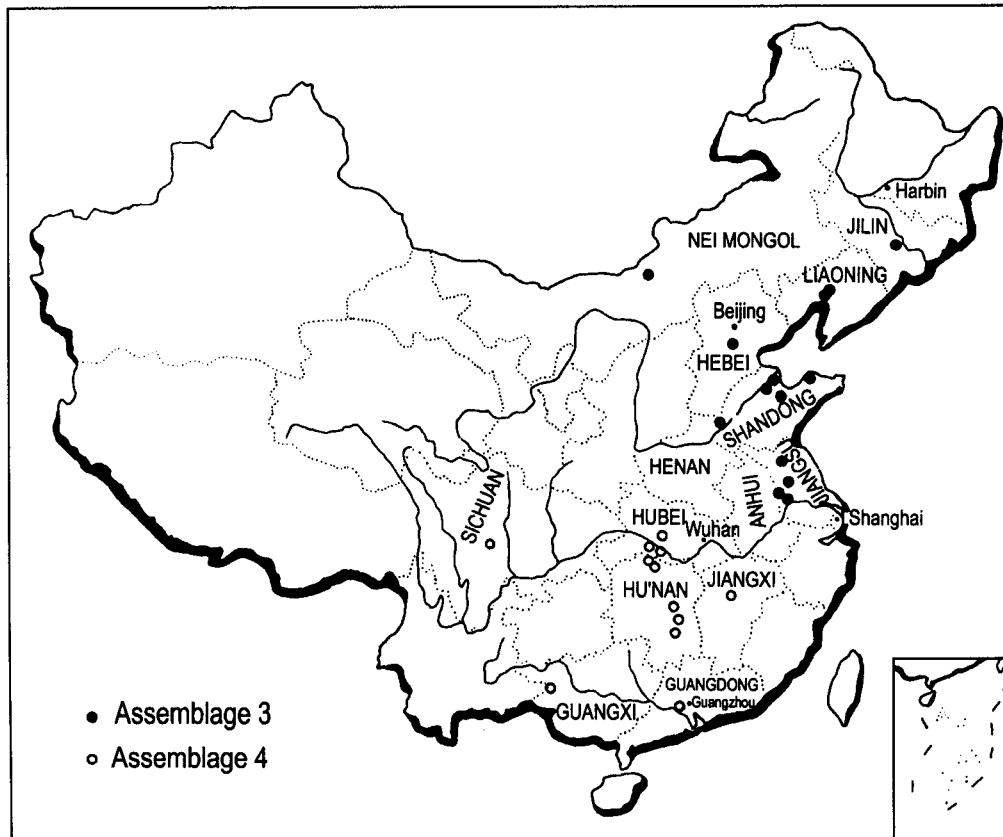 Harbin
JILIN
NEI MONGOL
LIAONING
Beijing
HEBEI
SHANDONG
HENAN
JIANGSU
ANHUI
SICHUAN
HUBEI
Wuhan
Shanghai
HU'NAN
JIANGXI
GUANGDONG
Guangzhou
GUANGXI
Assemblage 3
Assemblage 4